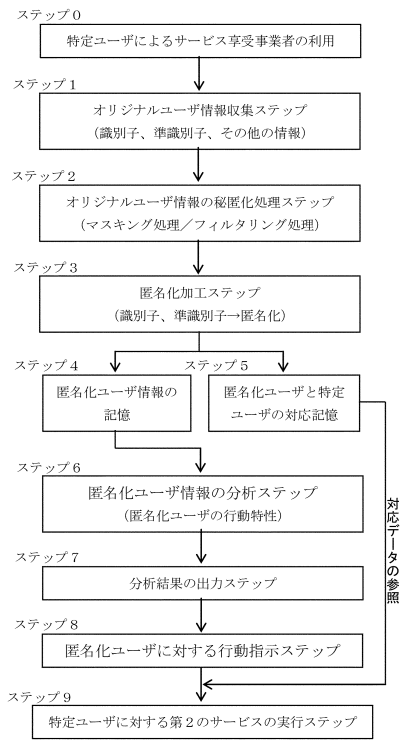 ステップ０
特定ユーザによるサービス享受事業者の利用
ステップ１
オリジナルユーザ情報収集ステップ
（識別子、準識別子、その他の情報）
ステップ２
オリジナルユーザ情報の秘匿化処理ステップ
（マスキング処理／フィルタリング処理）
ステップ３
匿名化加工ステップ
（識別子、準識別子→匿名化）
ステップ４
匿名化ユーザ情報の
記憶
ステップ５
匿名化ユーザと特定
ユーザの対応記憶
ステップ６
匿名化ユーザ情報の分析ステップ
（匿名化ユーザの行動特性）
対応データの参照
ステップ７
分析結果の出力ステップ
ステップ８
匿名化ユーザに対する行動指示ステップ
ステップ９
特定ユーザに対する第２のサービスの実行ステップ